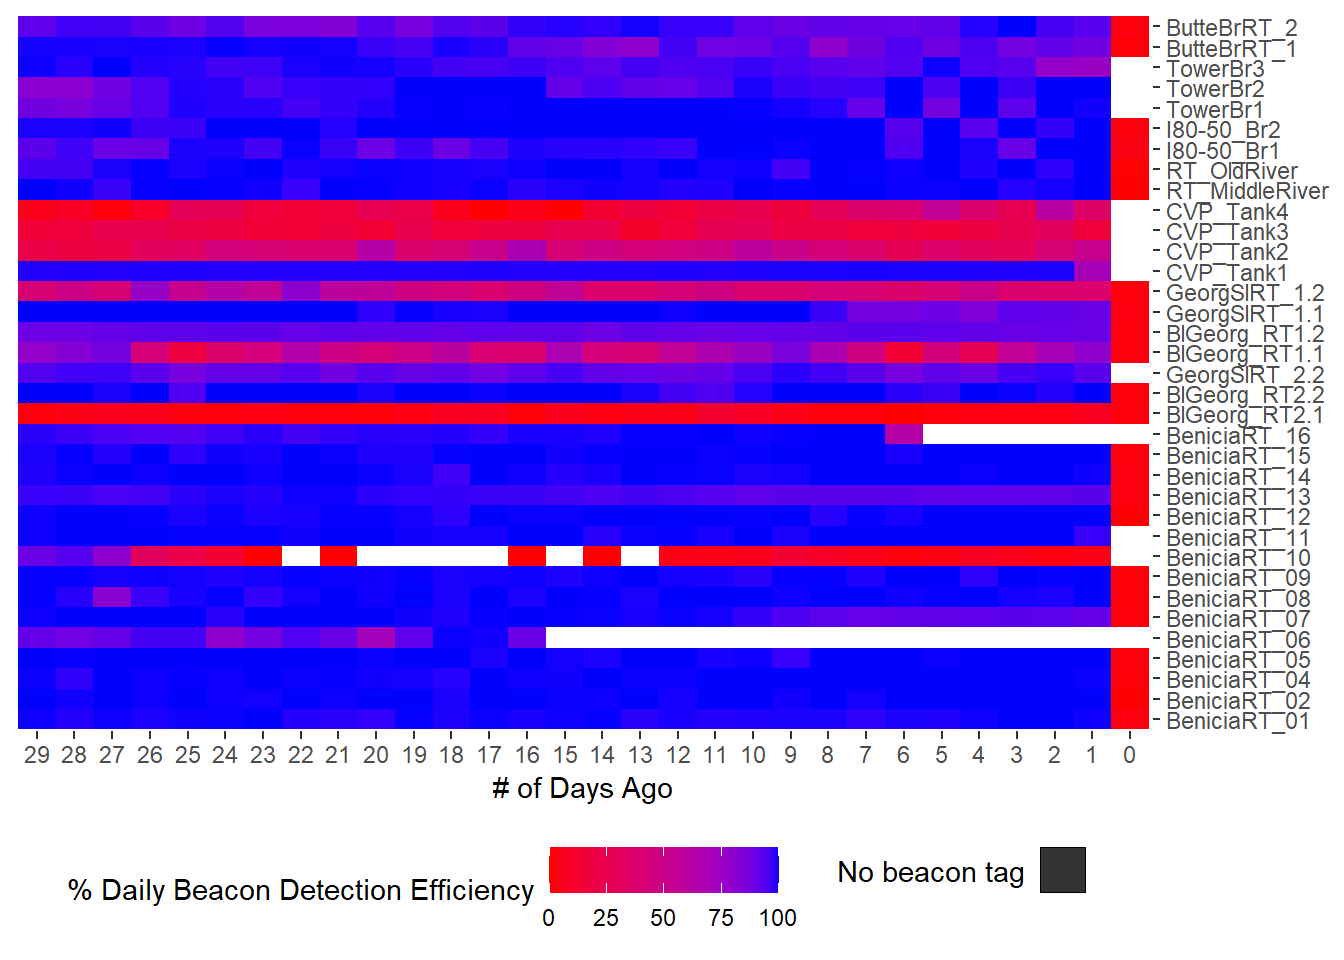 ButteBrRT_2
ButteBrRT_1
TowerBr3
TowerBr2
TowerBr1
I80-50_Br2
I80-50_Br1
RT_OldRiver
RT_MiddleRiver
CVP_Tank4
CVP_Tank3
CVP_Tank2
CVP_Tank1
GeorgSlRT_1.2
GeorgSlRT_1.1
BlGeorg_RT1.2
BlGeorg_RT1.1
GeorgSlRT_2.2
BlGeorg_RT2.2
BlGeorg_RT2.1
BeniciaRT_16
BeniciaRT_15
BeniciaRT_14
BeniciaRT_13
BeniciaRT_12
BeniciaRT_11
BeniciaRT_10
BeniciaRT_09
BeniciaRT_08
BeniciaRT_07
BeniciaRT_06
BeniciaRT_05
BeniciaRT_04
BeniciaRT_02
BeniciaRT_01
29 28 27 26 25 24 23 22 21 20 19 18 17 16 15 14 13 12 11 10 9 8 7 6 5 4 3 2 1 0
# of Days Ago
% Daily Beacon Detection Efficiency
0 25 50 75 100
No beacon tag